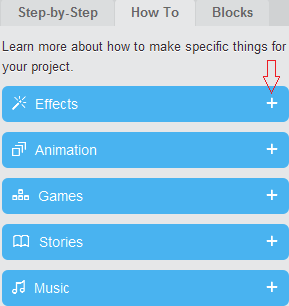 Step-by-Step How To Blocks
Learn more about how to make specific things for
your project.
Effects +
Animation +
Games +
Stories +
Music +